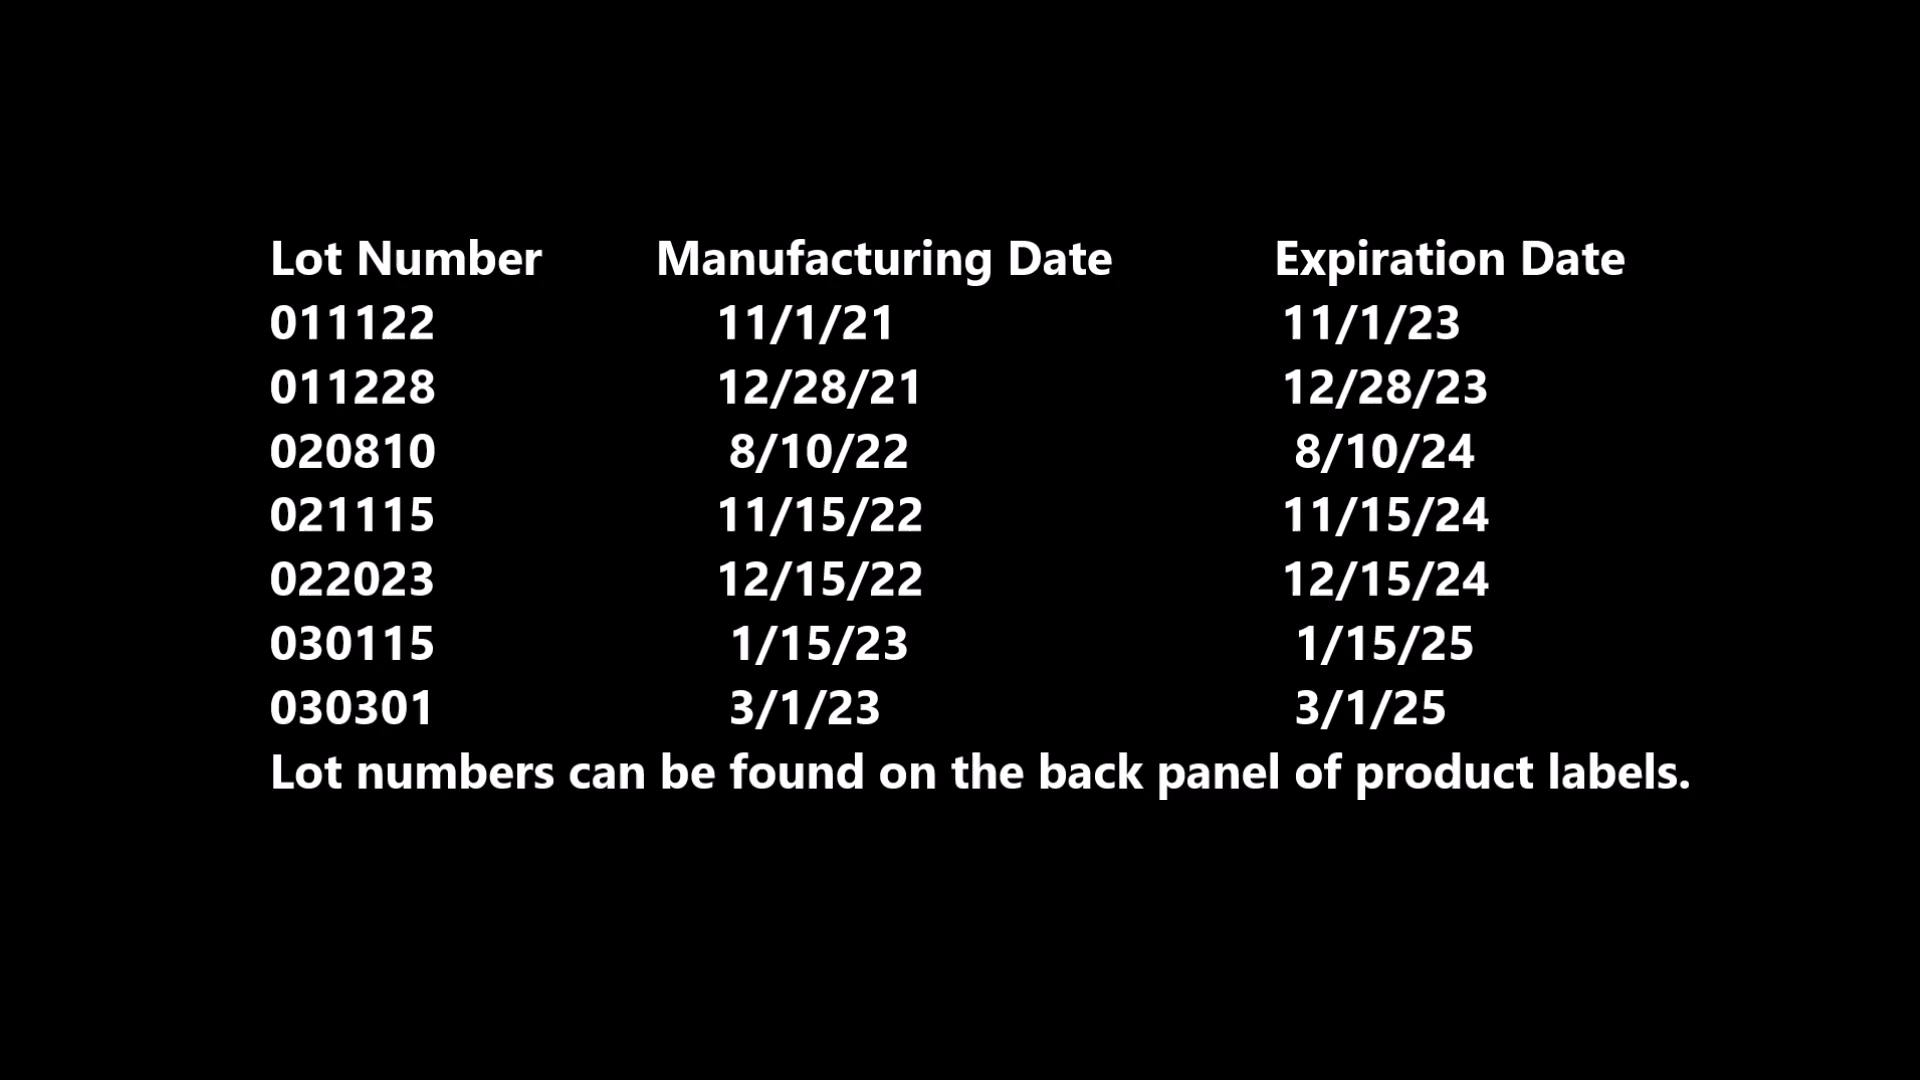 Lot Number Manufacturing Date Expiration Date
011122 11/1/21 11/1/23
011228 12/28/21 12/28/23
020810 8/10/22 8/10/24
021115 11/15/22 11/15/24
022023 12/15/22 12/15/24
030115 1/15/23 1/15/25
030301 3/1/23 3/1/25
Lot numbers can be found on the back panel of product labels.